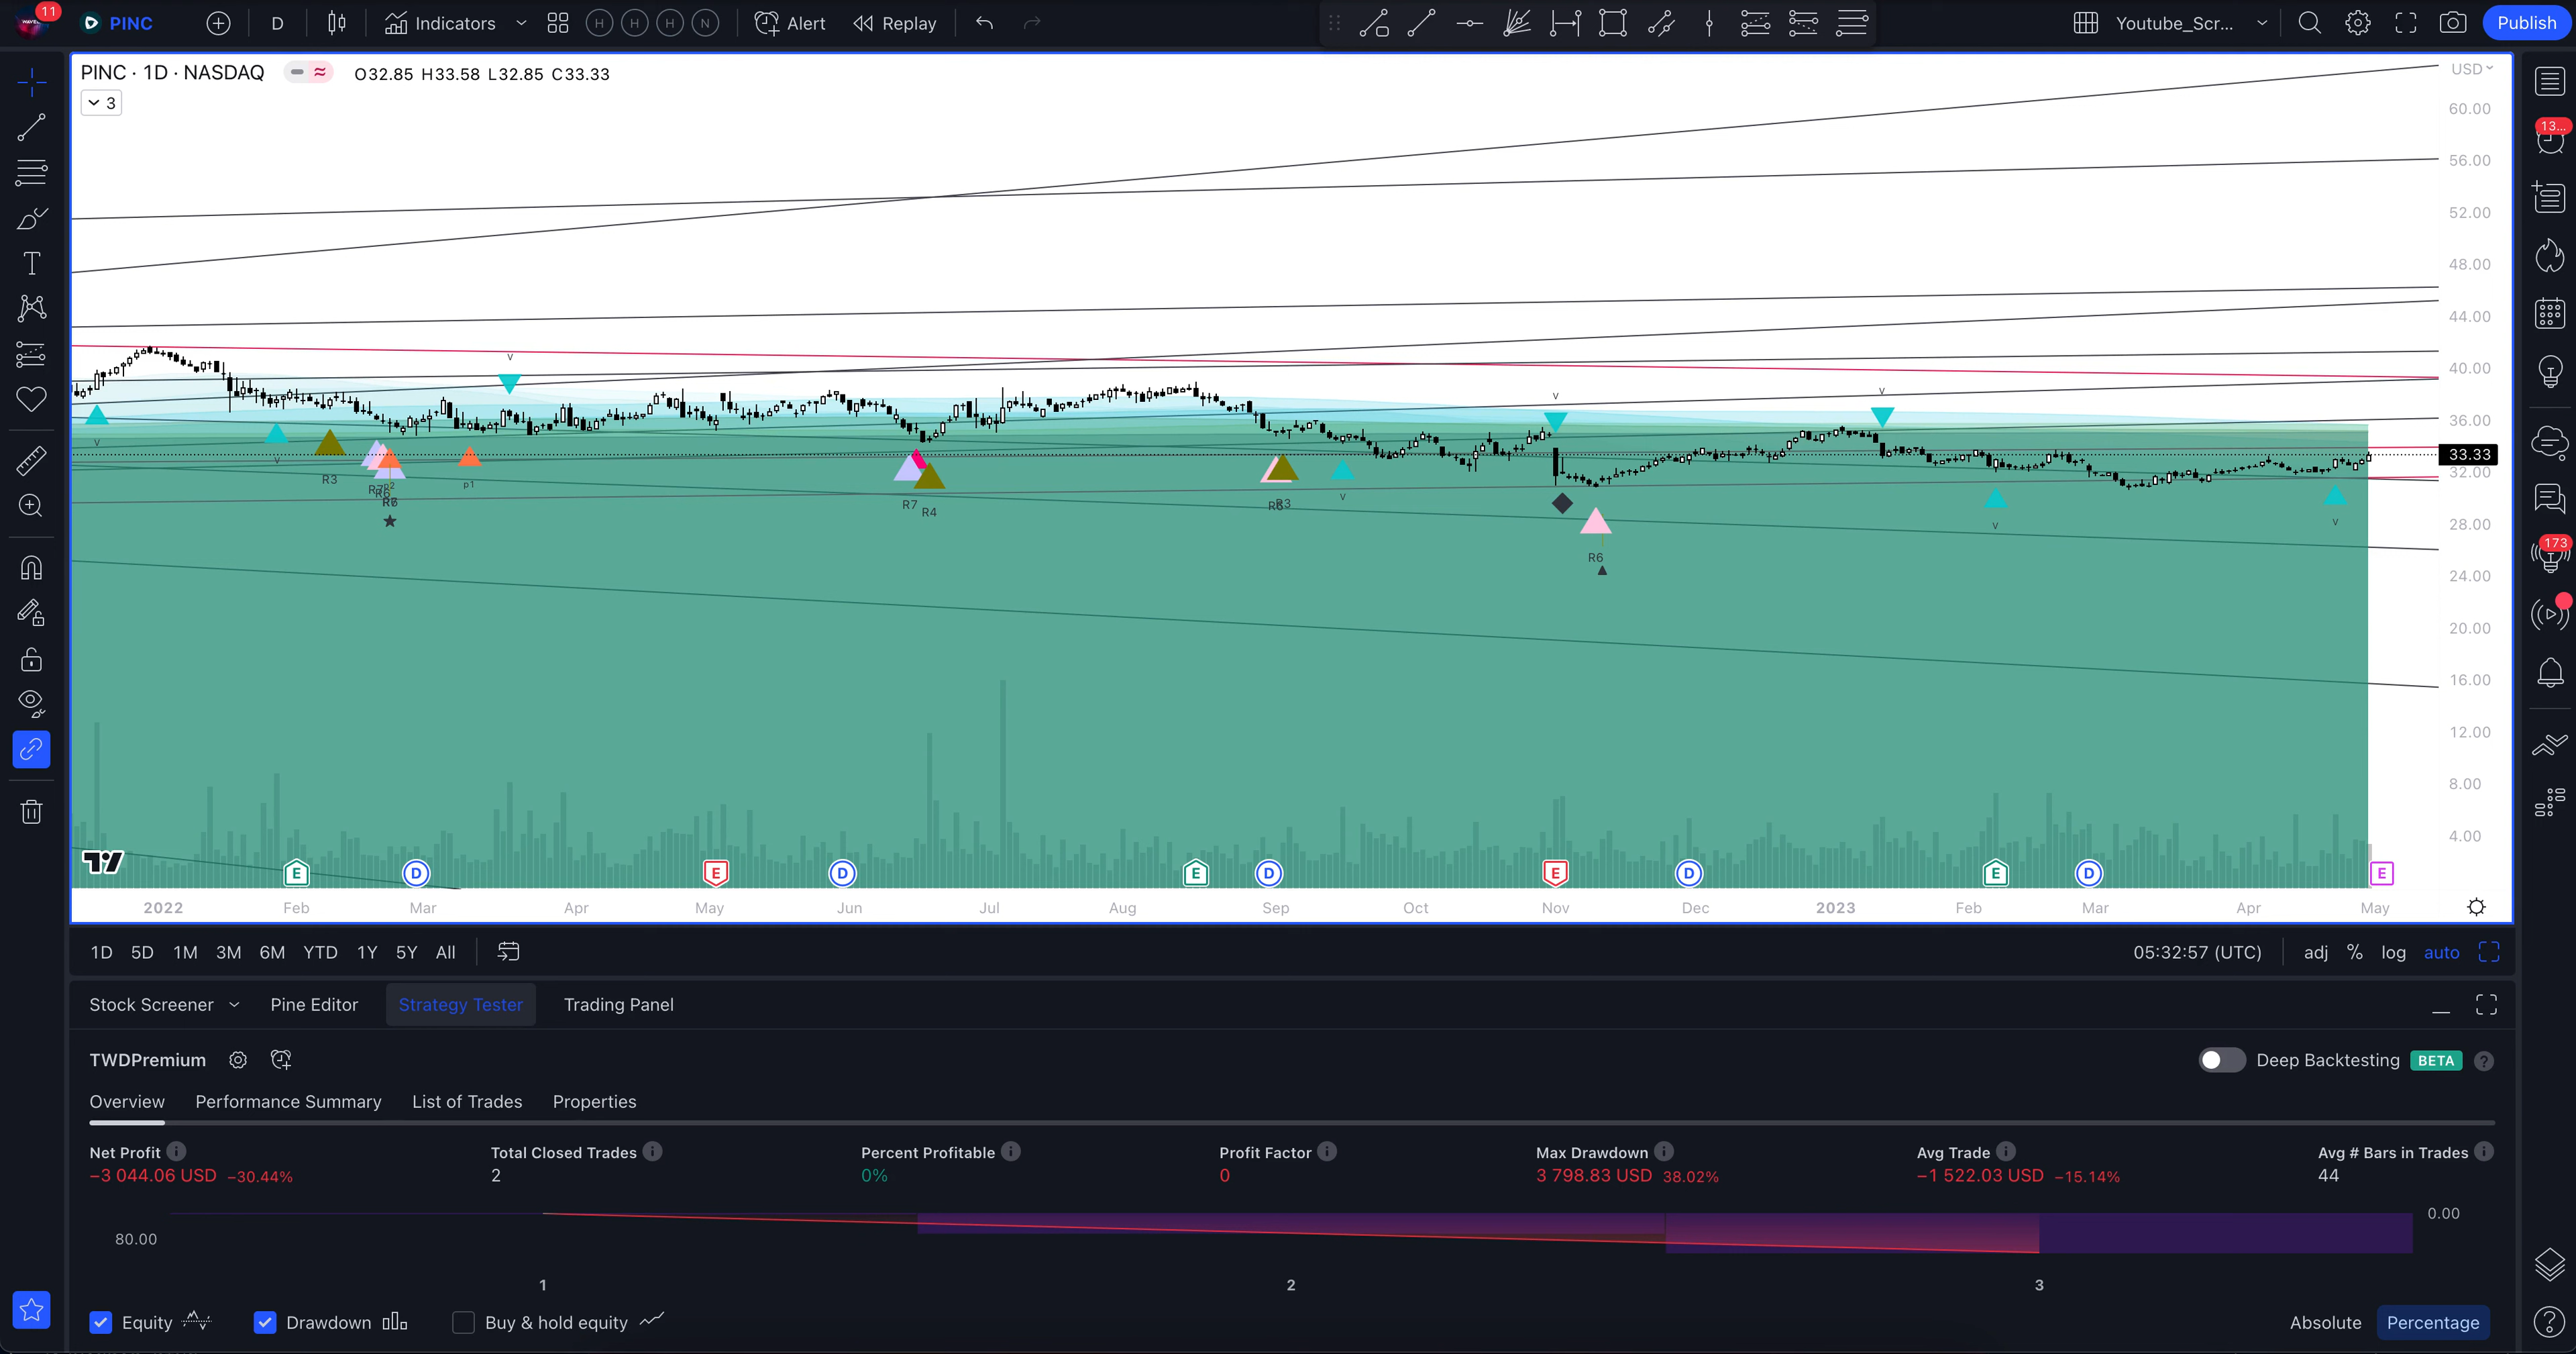 11
PINC D Indicators H H H N Alert Replay Youtube_Scr... Publish
PINC · 1D · NASDAQ O32.85 H33.58 L32.85 C33.33
3
USD
60.00
56.00
52.00
48.00
44.00
40.00
36.00
33.33
32.00
28.00
24.00
20.00
16.00
12.00
8.00
4.00
13...
173
v
v
v
v
v
v
v
v
R3
p2
p1
R7
R4
R3
R6
E D E D E D E D E D E
2022 Feb Mar Apr May Jun Jul Aug Sep Oct Nov Dec 2023 Feb Mar Apr May
1D 5D 1M 3M 6M YTD 1Y 5Y All 05:32:57 (UTC) adj % log auto
Stock Screener Pine Editor Strategy Tester Trading Panel
TWDPremium Deep Backtesting BETA ?
Overview Performance Summary List of Trades Properties
Net Profit Total Closed Trades Percent Profitable Profit Factor Max Drawdown Avg Trade Avg # Bars in Trades
−3 044.06 USD −30.44% 2 0% 0 3 798.83 USD 38.02% −1 522.03 USD −15.14% 44
0.00
80.00
1 2 3
Equity Drawdown Buy & hold equity Absolute Percentage